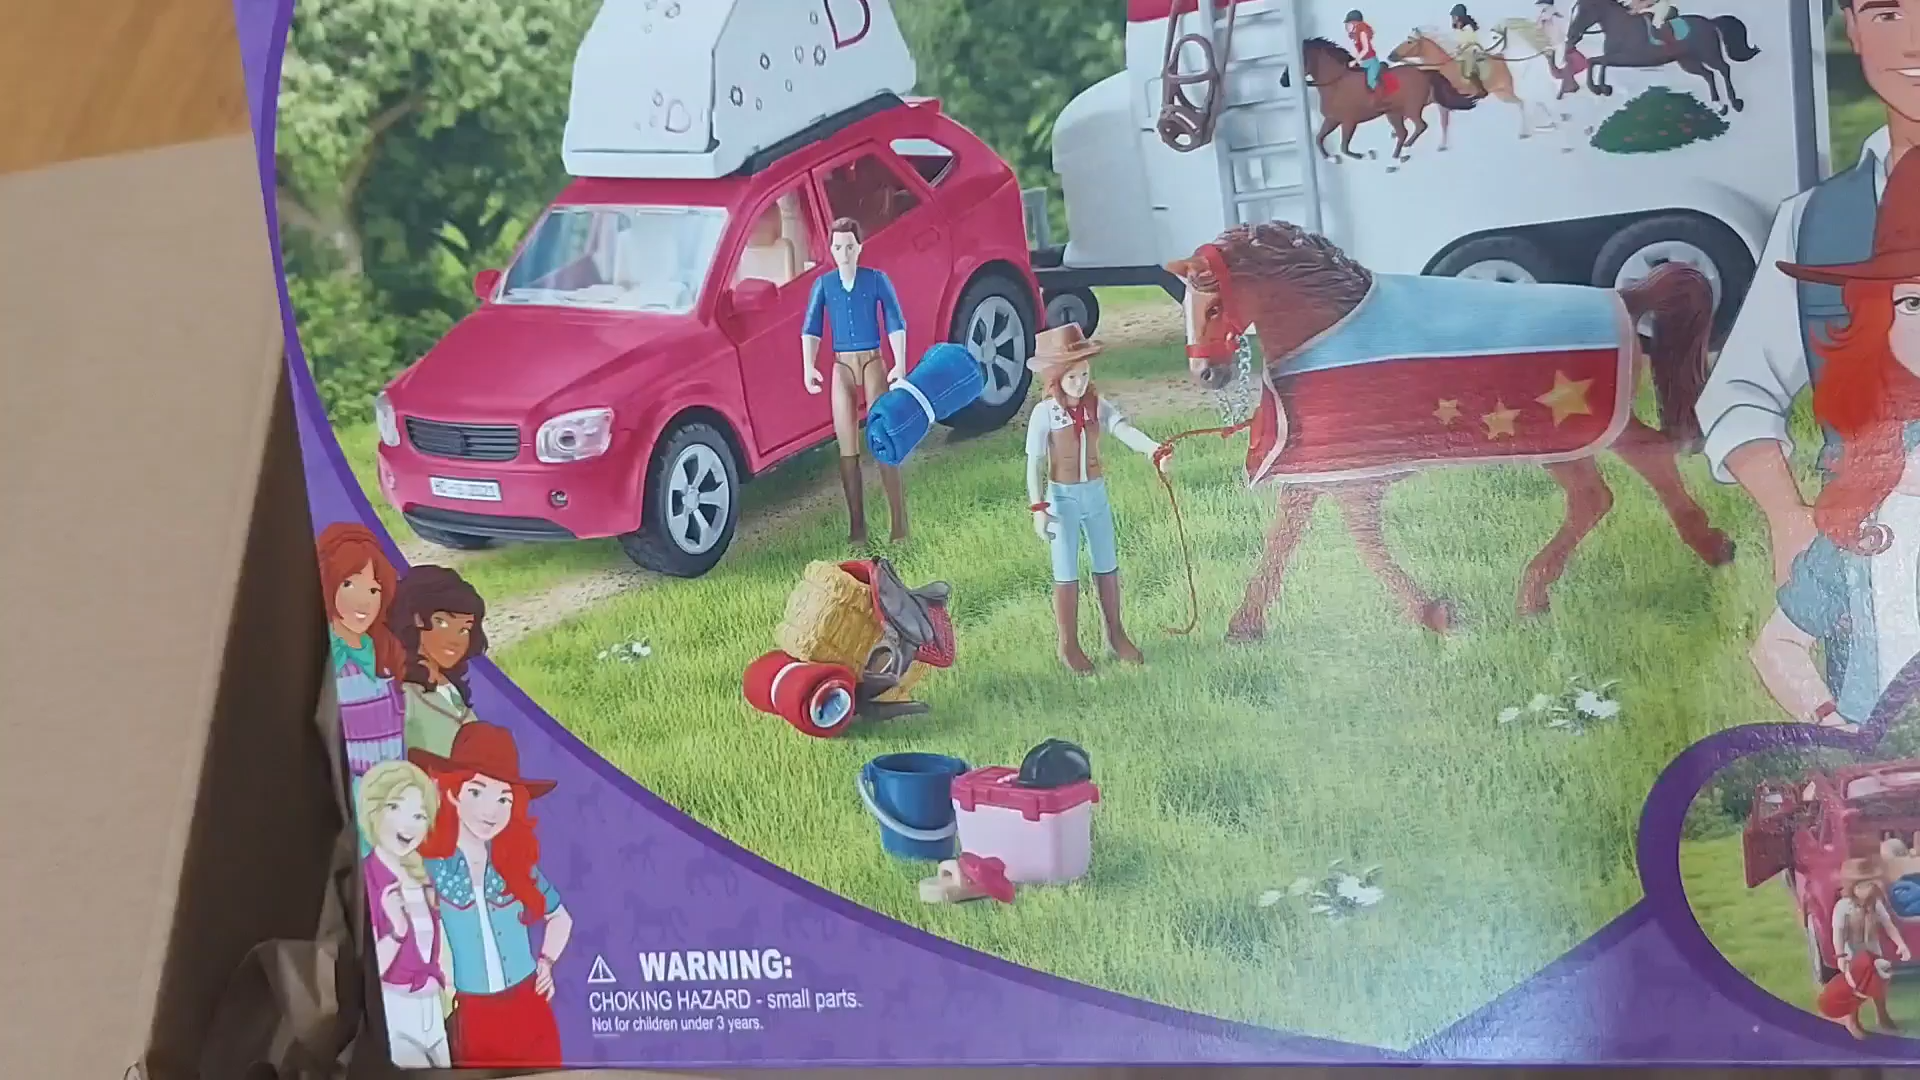 WARNING:
CHOKING HAZARD - small parts.
Not for children under 3 years.